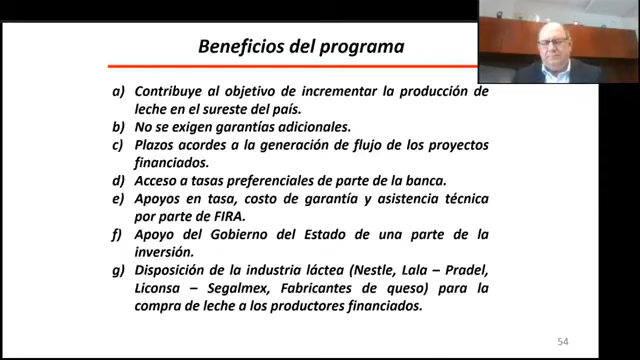 Beneficios del programa
a) Contribuye al objetivo de incrementar la producción de
leche en el sureste del país.
b) No se exigen garantías adicionales.
c) Plazos acordes a la generación de flujo de los proyectos
financiados.
d) Acceso a tasas preferenciales de parte de la banca.
e) Apoyos en tasa, costo de garantía y asistencia técnica
por parte de FIRA.
f) Apoyo del Gobierno del Estado de una parte de la
inversión.
g) Disposición de la industria láctea (Nestle, Lala – Pradel,
Liconsa – Segalmex, Fabricantes de queso) para la
compra de leche a los productores financiados.
54